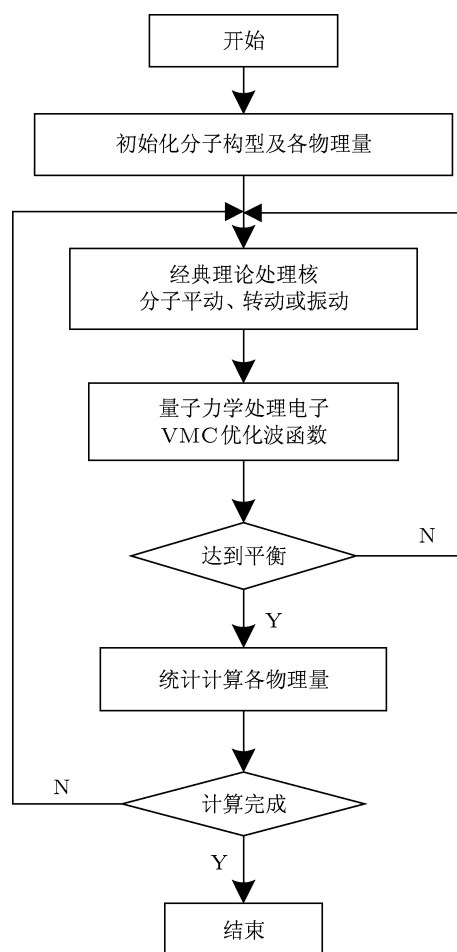 开始
初始化分子构型及各物理量
经典理论处理核
分子平动、转动或振动
量子力学处理电子
VMC优化波函数
达到平衡
N
Y
统计计算各物理量
N
计算完成
Y
结束